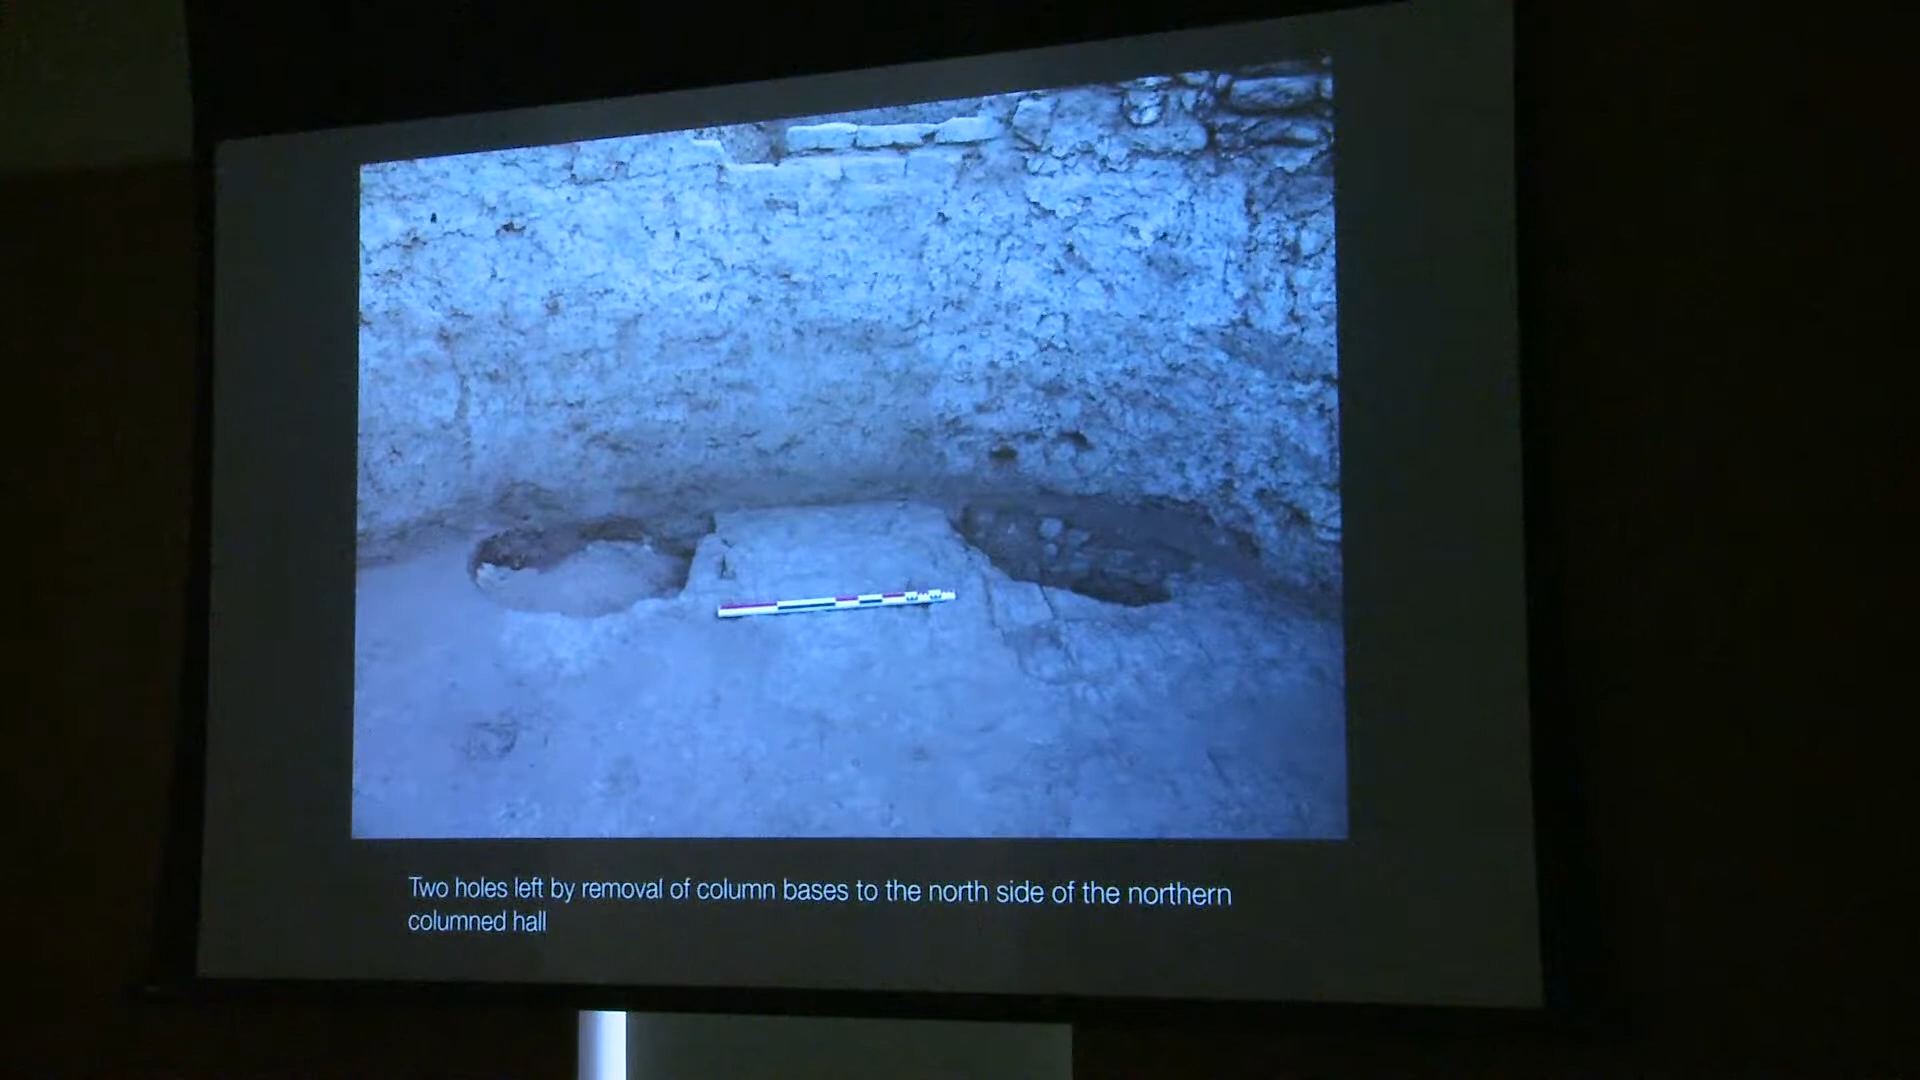 Two holes left by removal of column bases to the north side of the northern
columned hall